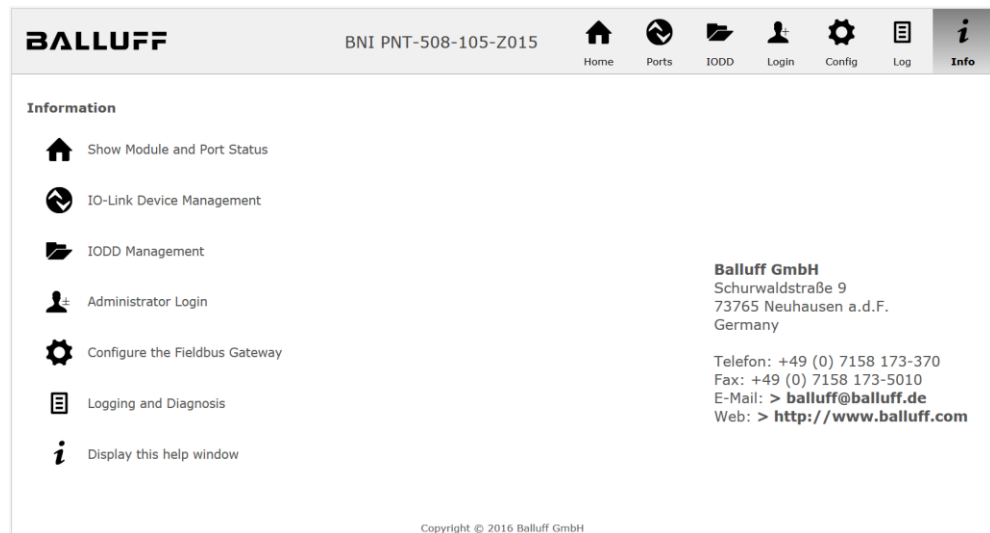 BALLUFF
BNI PNT-508-105-Z015
Home
Ports
IODD
Login
Config
Log
Info
Information
Show Module and Port Status
IO-Link Device Management
IODD Management
Administrator Login
Configure the Fieldbus Gateway
Logging and Diagnosis
Display this help window
Balluff GmbH
Schurwaldstraße 9
73765 Neuhausen a.d.F.
Germany
Telefon: +49 (0) 7158 173-370
Fax: +49 (0) 7158 173-5010
E-Mail: > balluff@balluff.de
Web: > http://www.balluff.com
Copyright © 2016 Balluff GmbH